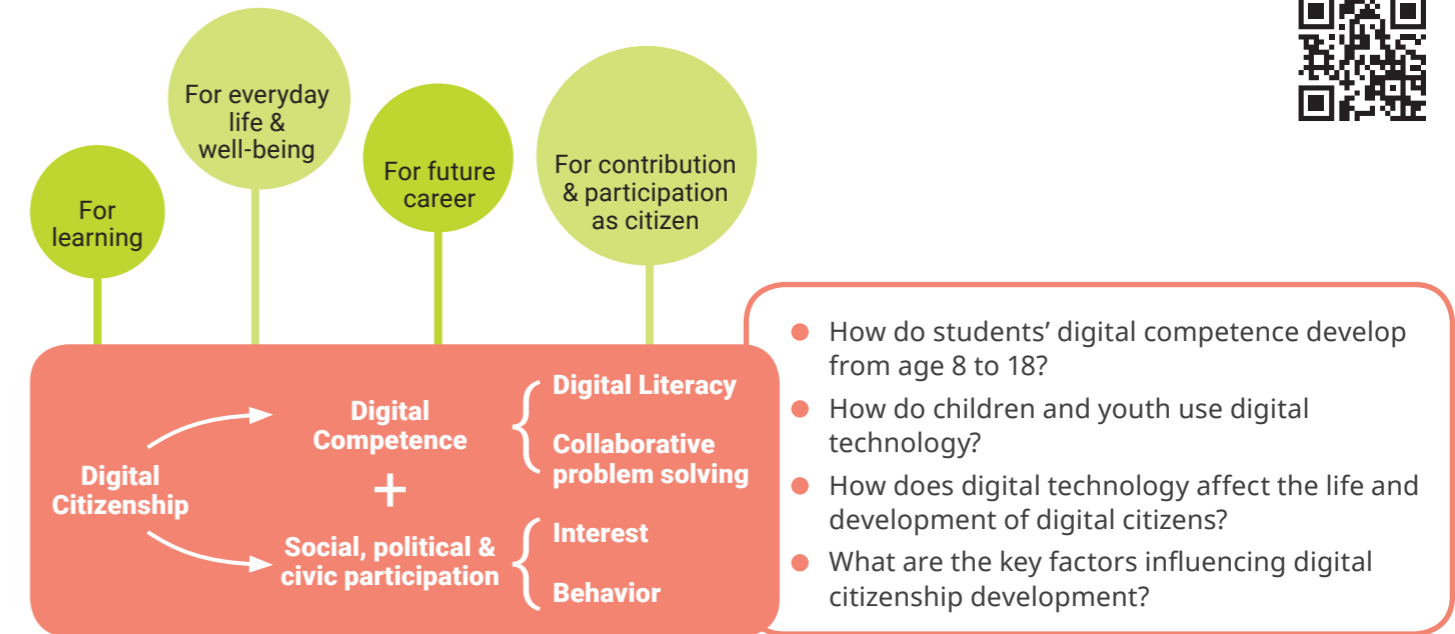 For everyday
life &
well-being
For
learning
For future
career
For contribution
& participation
as citizen
Digital
Citizenship
Digital
Competence
+
Social, political &
civic participation
Digital Literacy
Collaborative
problem solving
Interest
Behavior
How do students’ digital competence develop
from age 8 to 18?
How do children and youth use digital
technology?
How does digital technology affect the life and
development of digital citizens?
What are the key factors influencing digital
citizenship development?